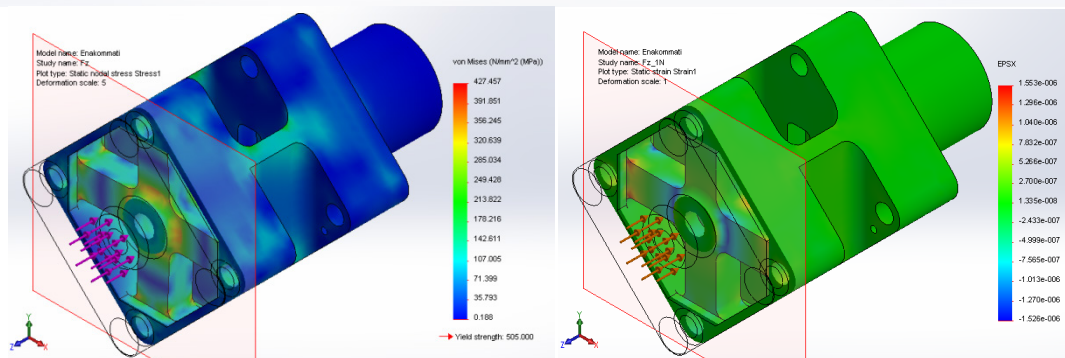 Model name: Enakommati
Study name: Fz
Plot type: Static nodal stress Stress1
Deformation scale: 5
von Mises (N/mm^2 (MPa))
427.457
391.851
356.245
320.639
285.034
249.428
213.822
178.216
142.611
107.005
71.399
35.793
0.188
Yield strength: 505.000
Y
Z
X
Model name: Enakommati
Study name: Fz_1N
Plot type: Static strain Strain1
Deformation scale: 1
EPSX
1.553e-006
1.296e-006
1.040e-006
7.832e-007
5.266e-007
2.700e-007
1.335e-008
-2.433e-007
-4.999e-007
-7.565e-007
-1.013e-006
-1.270e-006
-1.526e-006
Y
Z
X